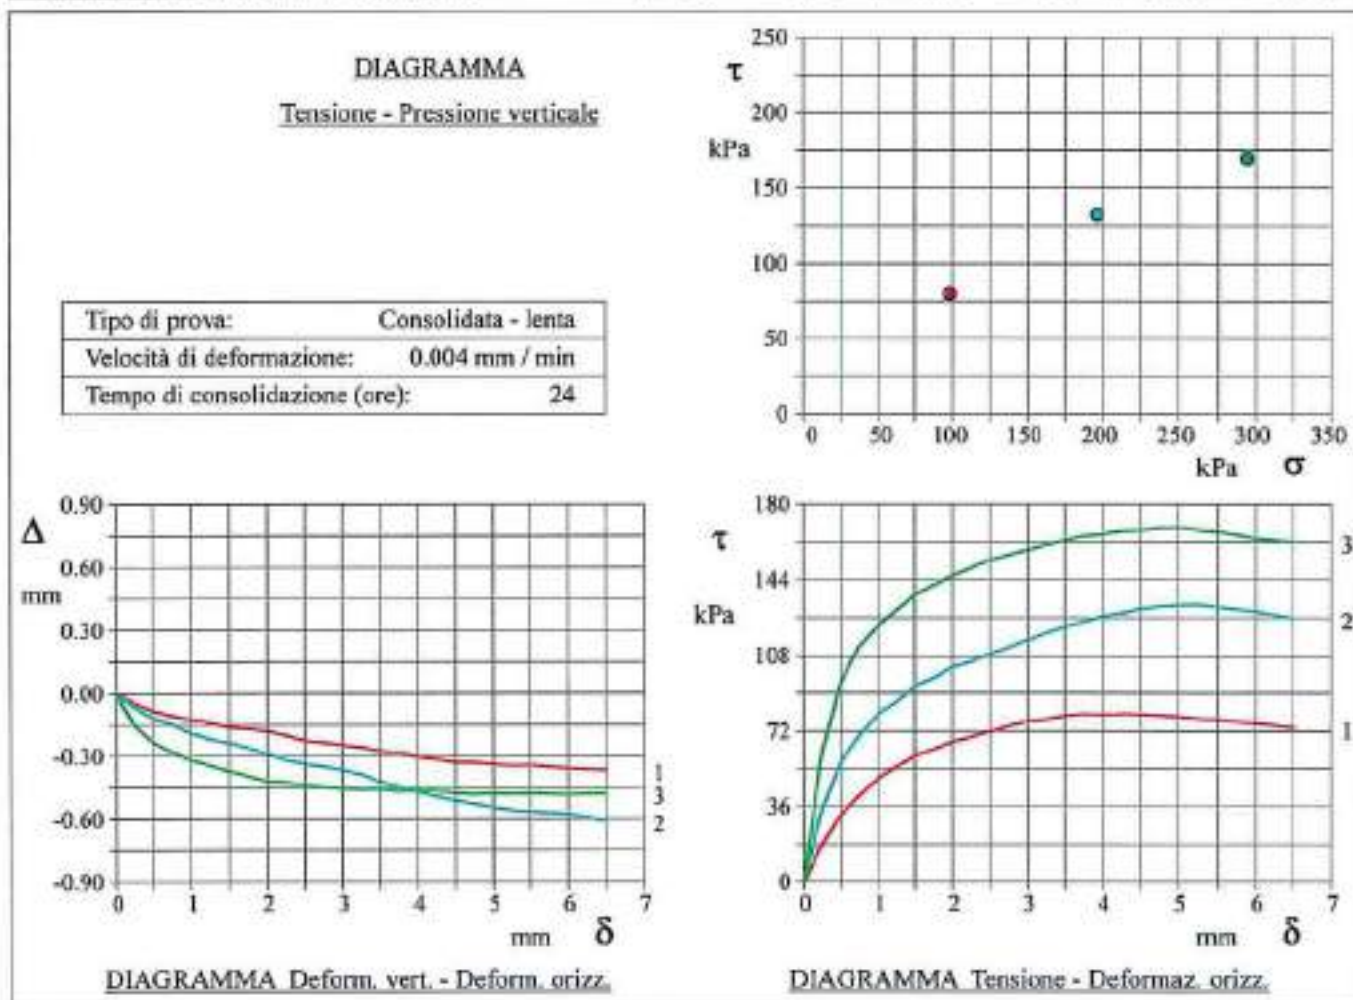 DIAGRAMMA
Tensione - Pressione verticale
Tipo di prova: Consolidata - lenta
Velocità di deformazione: 0.004 mm / min
Tempo di consolidazione (ore): 24
250
τ
200
kPa
150
100
50
0
0 50 100 150 200 250 300 350
kPa σ
0.90
Δ
0.60
mm
0.30
0.00
-0.30
-0.60
-0.90
1
3
2
0 1 2 3 4 5 6 7
mm δ
DIAGRAMMA Deform. vert. - Deform. orizz.
180
τ
144
kPa
108
72
36
0
3
2
1
0 1 2 3 4 5 6 7
mm δ
DIAGRAMMA Tensione - Deformaz. orizz.